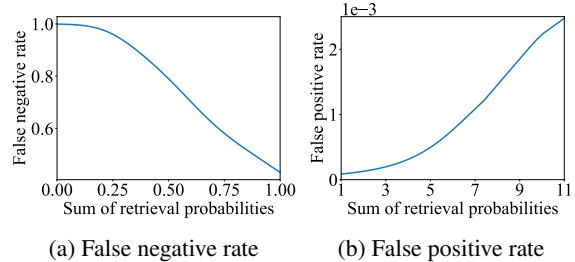 1.0
0.8
0.6
False negative rate
0.00 0.25 0.50 0.75 1.00
Sum of retrieval probabilities
(a) False negative rate
1e−3
2
1
0
False positive rate
1 3 5 7 9 11
Sum of retrieval probabilities
(b) False positive rate